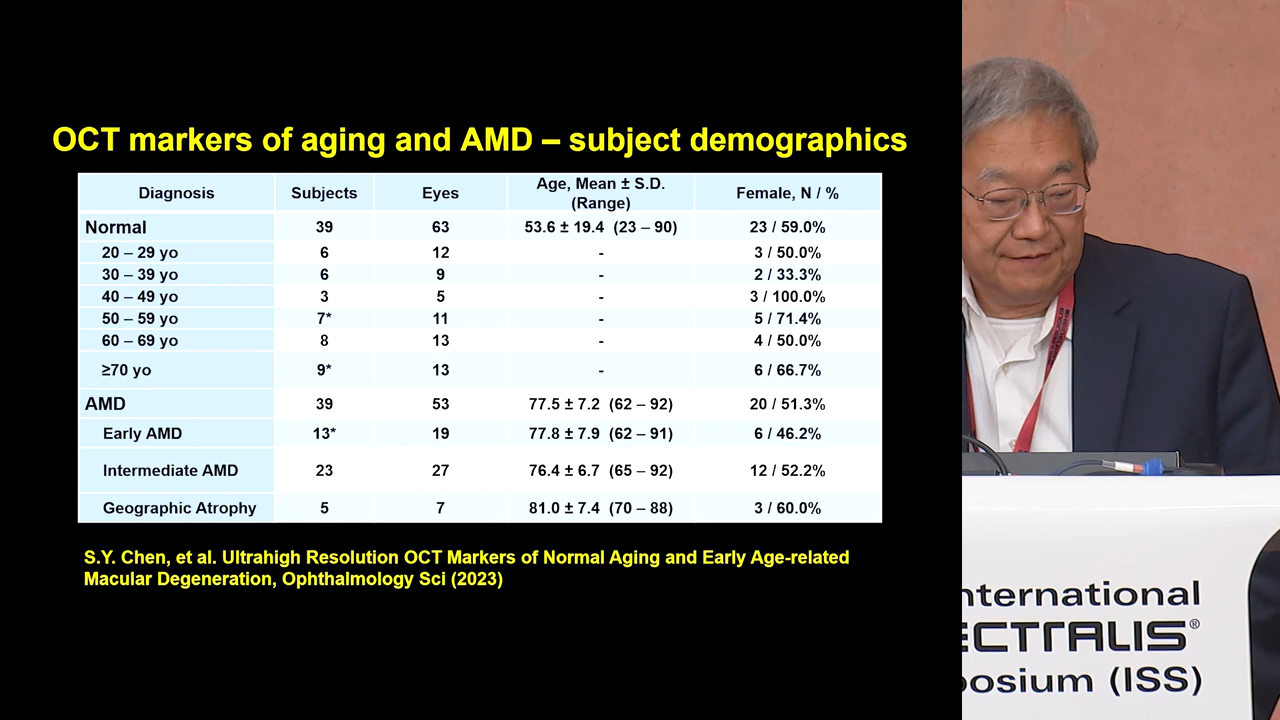 OCT markers of aging and AMD – subject demographics
Diagnosis Subjects Eyes Age, Mean ± S.D. (Range) Female, N / %
Normal 39 63 53.6 ± 19.4 (23 – 90) 23 / 59.0%
20 – 29 yo 6 12 - 3 / 50.0%
30 – 39 yo 6 9 - 2 / 33.3%
40 – 49 yo 3 5 - 3 / 100.0%
50 – 59 yo 7* 11 - 5 / 71.4%
60 – 69 yo 8 13 - 4 / 50.0%
≥70 yo 9* 13 - 6 / 66.7%
AMD 39 53 77.5 ± 7.2 (62 – 92) 20 / 51.3%
Early AMD 13* 19 77.8 ± 7.9 (62 – 91) 6 / 46.2%
Intermediate AMD 23 27 76.4 ± 6.7 (65 – 92) 12 / 52.2%
Geographic Atrophy 5 7 81.0 ± 7.4 (70 – 88) 3 / 60.0%
S.Y. Chen, et al. Ultrahigh Resolution OCT Markers of Normal Aging and Early Age-related
Macular Degeneration, Ophthalmology Sci (2023)
nternational
ECTRALIS®
posium (ISS)